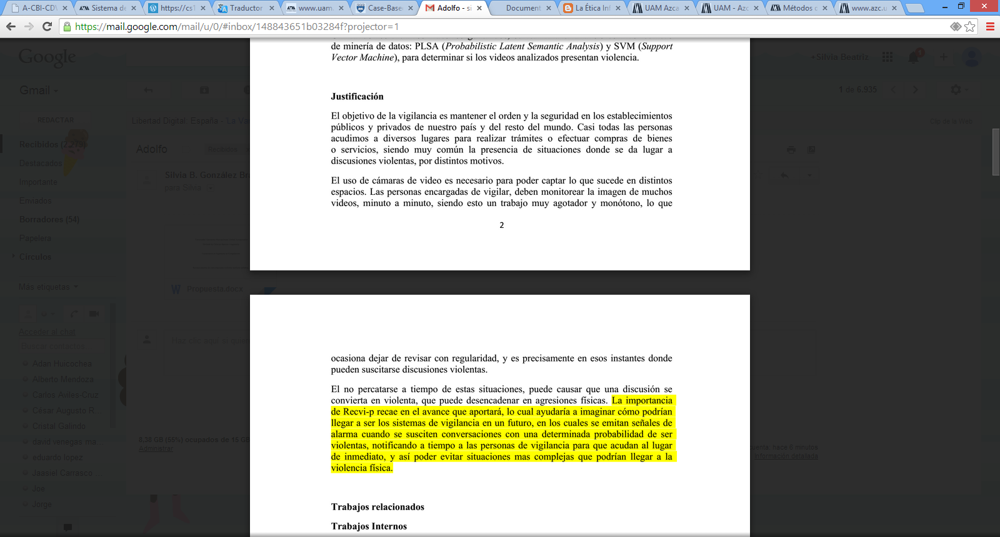 A-CBI-CDV
Sistema de
https://cs1
Traductor
www.uam.
Case-Base
Adolfo - si
Document
La Ética Inf
UAM Azca
UAM - Azc
Métodos c
www.azc.u
https://mail.google.com/mail/u/0/#inbox/148843651b03284f?projector=1
Google
+Silvia Beatriz
Gmail
1 de 6.935
REDACTAR
Libertad Digital España - La Va
Clip de la Web
Recibidos (2.279)
Destacados
Importante
Enviados
Borradores (54)
Papelera
Círculos
Más etiquetas
Adolfo
Recibidos
Silvia B. González Bra
para Silvia
Propuesta.docx
Acceder al chat
Buscar contactos...
Haz clic aquí si quier
Adan Huicochea
Alberto Mendoza
Carlos Aviles-Cruz
César Augusto R...
Cristal Galindo
david venegas ma...
eduardo lopez
Jaasiel Carrasco...
Joe
Jorge
8,38 GB (55%) ocupados de 15 GB
Administrar
cuenta: hace 6 minutos
Información detallada
de minería de datos: PLSA (Probabilistic Latent Semantic Analysis) y SVM (Support
Vector Machine), para determinar si los videos analizados presentan violencia.
Justificación
El objetivo de la vigilancia es mantener el orden y la seguridad en los establecimientos
públicos y privados de nuestro país y del resto del mundo. Casi todas las personas
acudimos a diversos lugares para realizar trámites o efectuar compras de bienes
o servicios, siendo muy común la presencia de situaciones donde se da lugar a
discusiones violentas, por distintos motivos.
El uso de cámaras de video es necesario para poder captar lo que sucede en distintos
espacios. Las personas encargadas de vigilar, deben monitorear la imagen de muchos
videos, minuto a minuto, siendo esto un trabajo muy agotador y monótono, lo que
2
ocasiona dejar de revisar con regularidad, y es precisamente en esos instantes donde
pueden suscitarse discusiones violentas.
El no percatarse a tiempo de estas situaciones, puede causar que una discusión se
convierta en violenta, que puede desencadenar en agresiones físicas. La importancia
de Recvi-p recae en el avance que aportará, lo cual ayudaría a imaginar cómo podrían
llegar a ser los sistemas de vigilancia en un futuro, en los cuales se emitan señales de
alarma cuando se susciten conversaciones con una determinada probabilidad de ser
violentas, notificando a tiempo a las personas de vigilancia para que acudan al lugar
de inmediato, y así poder evitar situaciones mas complejas que podrían llegar a la
violencia física.
Trabajos relacionados
Trabajos Internos